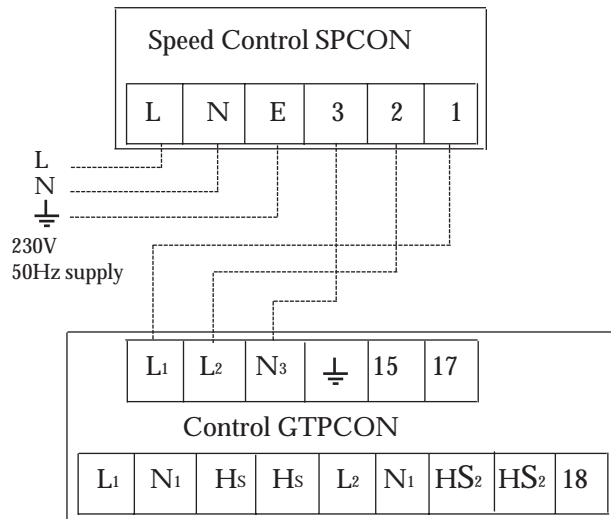 Speed Control SPCON
L N E 3 2 1
L
N
230V
50Hz supply
L1 L2 N3 15 17
Control GTPCON
L1 N1 HS HS L2 N1 HS2 HS2 18